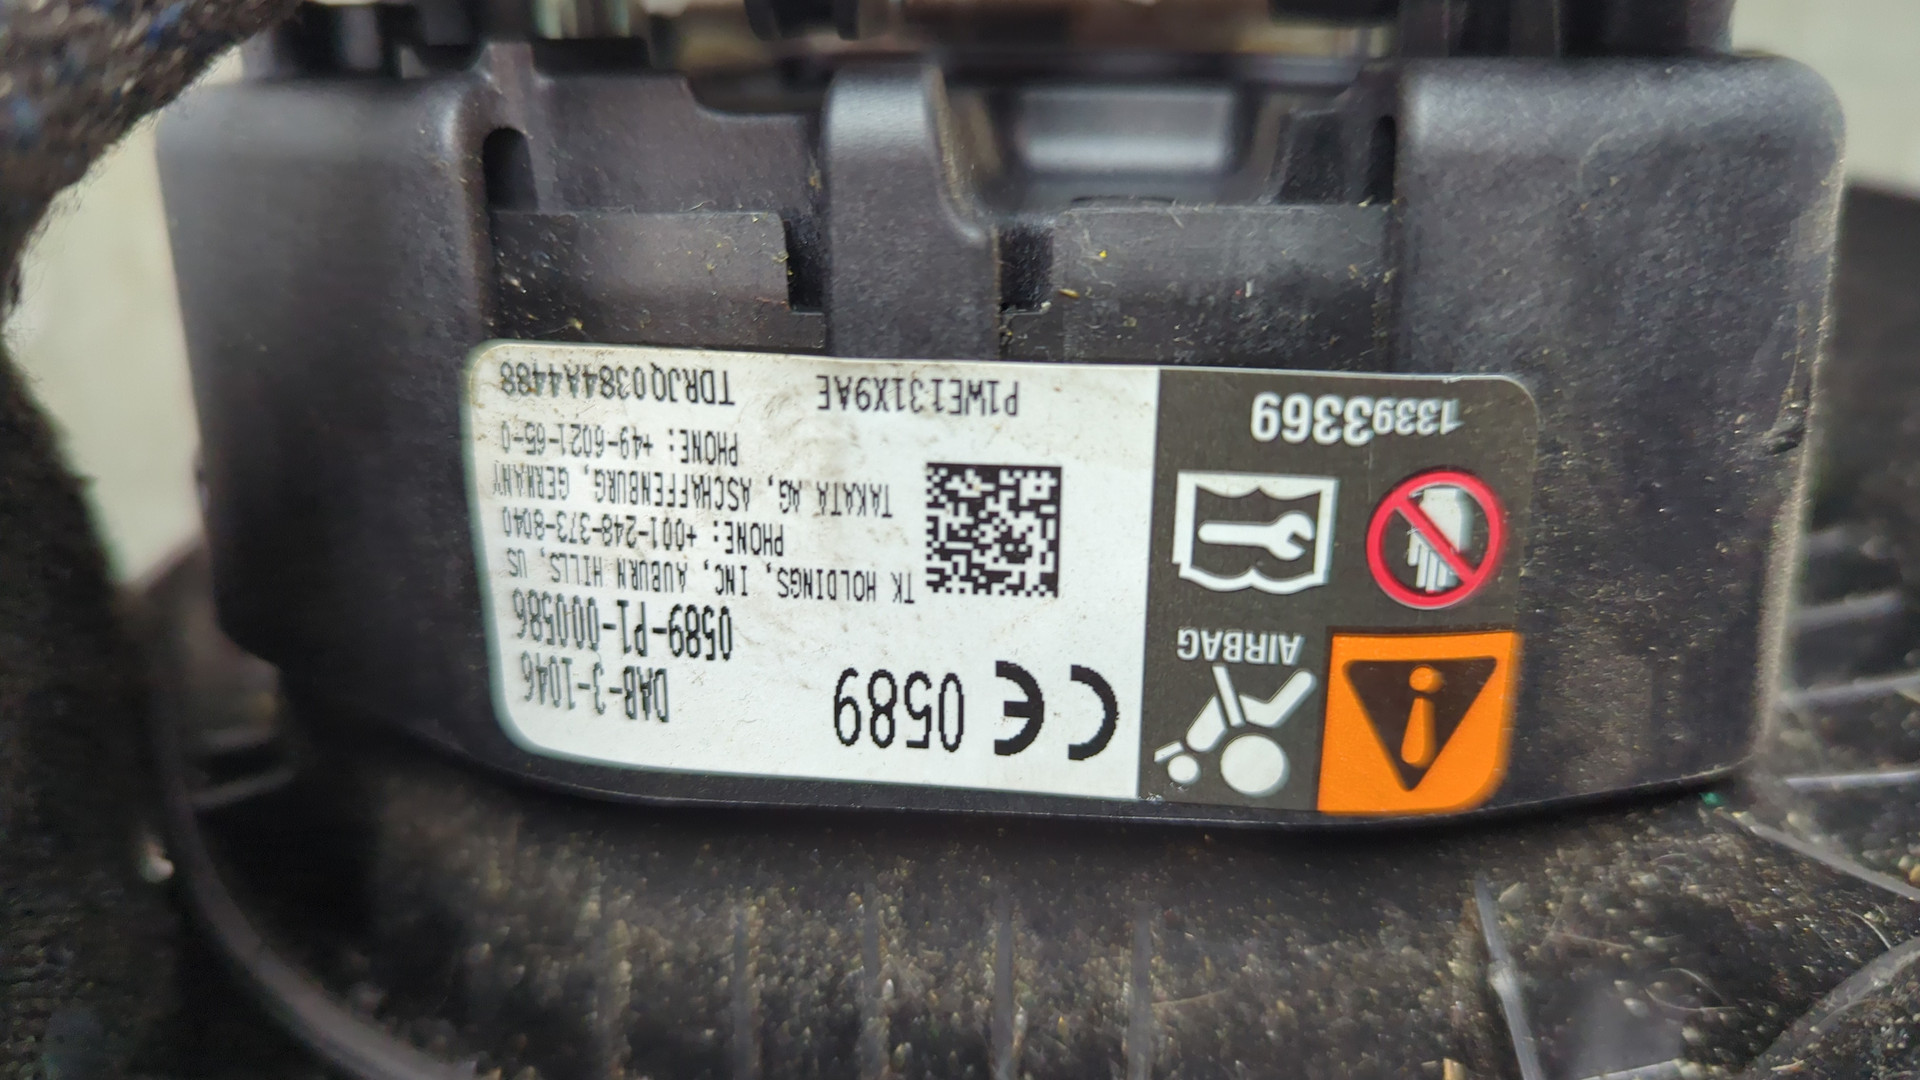 AIRBAG
13393369
CE 0589
DAB-3-1046
0589-P1-000586
TK HOLDINGS, INC, AUBURN HILLS, US
PHONE: +001-248-373-8040
TAKATA AG, ASCHAFFENBURG, GERMANY
PHONE: +49-6021-65-0
P1WE131X9AE TDRJQ0384A4488